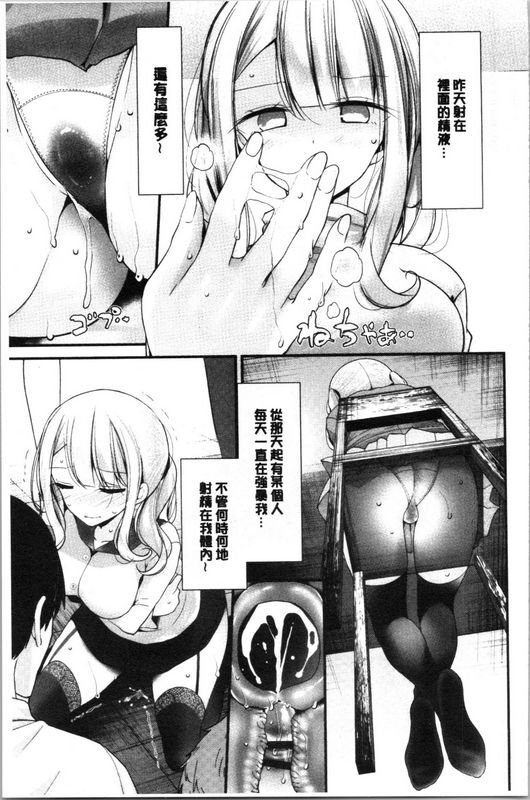 昨天射在
裡面的精液…
還有這麼多~
ねちゃあ‥
ゴプ‥
從那天起有某個人
每天一直在強暴我…
不管何時何地
射精在我體內~